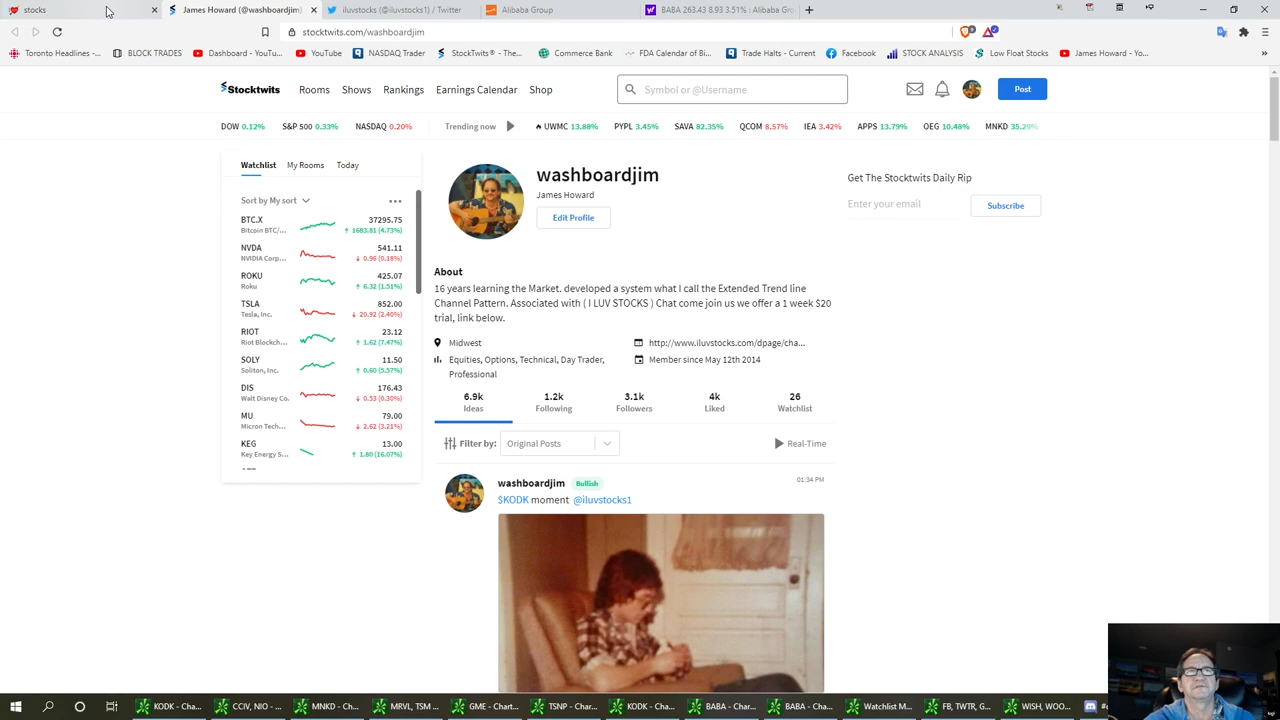 stocks
James Howard (@washboardjim)
iluvstocks (@iluvstocks) / Twitter
Alibaba Group
BABA 263.43 8.93 3.51% : Alibaba Gro
stocktwits.com/washboardjim
Toronto Headlines...
BLOCK TRADES
Dashboard - YouTu...
YouTube
NASDAQ Trader
StockTwits® - The...
Commerce Bank
FDA Calendar of Bi...
Trade Halts - Current
Facebook
STOCK ANALYSIS
Low Float Stocks
James Howard - Yo...
Stocktwits
Rooms
Shows
Rankings
Earnings Calendar
Shop
Symbol or @Username
Post
DOW 0.12%
S&P 500 0.33%
NASDAQ 0.20%
Trending now
UWMC 13.88%
PYPL 3.45%
SAVA 82.35%
QCOM 8.57%
IEA 3.42%
APPS 13.79%
OEG 10.48%
MNKD 35.29%
Watchlist
My Rooms
Today
Sort by My sort
BTC.X 37295.75
Bitcoin BTC/... 1683.81 (4.73%)
NVDA 541.11
NVIDIA Corp... 0.96 (0.18%)
ROKU 425.07
Roku 6.32 (1.51%)
TSLA 852.00
Tesla, Inc. 20.92 (2.40%)
RIOT 23.12
Riot Blockch... 1.62 (7.47%)
SOLY 11.50
Soliton, Inc. 0.60 (5.57%)
DIS 176.43
Walt Disney Co. 0.53 (0.30%)
MU 79.00
Micron Tech... 2.62 (3.21%)
KEG 13.00
Key Energy S... 1.80 (16.07%)
washboardjim
James Howard
Edit Profile
About
16 years learning the Market. developed a system what I call the Extended Trend line
Channel Pattern. Associated with ( I LUV STOCKS ) Chat come join us we offer a 1 week $20
trial, link below.
Midwest
http://www.iluvstocks.com/dpage/cha...
Equities, Options, Technical, Day Trader,
Professional
Member since May 12th 2014
6.9k 1.2k 3.1k 4k 26
Ideas Following Followers Liked Watchlist
Filter by: Original Posts
Real-Time
washboardjim Bullish 01:34 PM
$KODK moment @iluvstocks1
Get The Stocktwits Daily Rip
Enter your email
Subscribe
KODK - Chart...
CCIV, NIO - ...
MNKD - Chart...
MRVL, TSM ...
GME - Chart...
TSNP - Chart...
KODK - Chart...
BABA - Chart...
BABA - Chart...
Watchlist M...
FB, TWTR, G...
WISH, WOO...